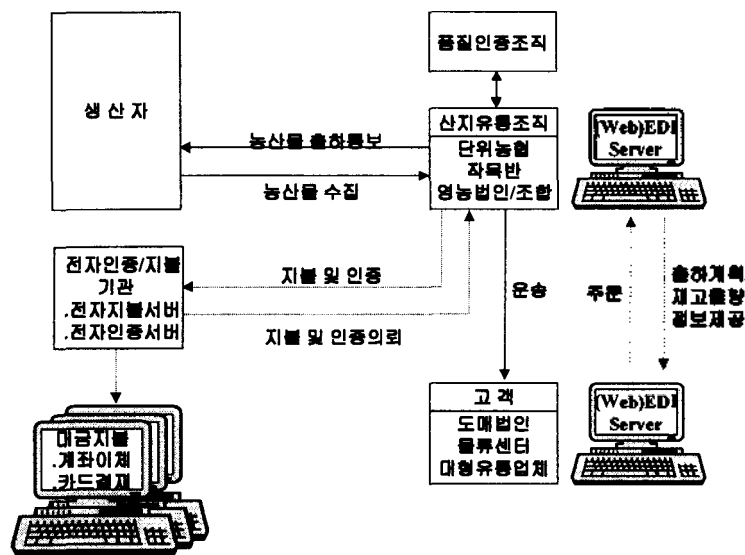 품질인증조직
생 산 자
산지유통조직
단위농협
작목반
영농법인/조합
(Web)EDI
Server
농산물 출하통보
농산물 수집
전자인증/지불
기관
.전자지불서버
.전자인증서버
지불 및 인증
지불 및 인증의뢰
운송
주문
출하계획
재고물량
정보제공
대금지불
.계좌이체
.카드결재
고 객
도매법인
물류센터
대형유통업체
(Web)EDI
Server